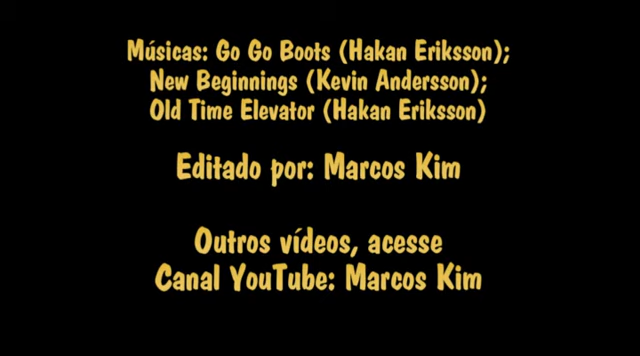 Músicas: Go Go Boots (Hakan Eriksson);
New Beginnings (Kevin Andersson);
Old Time Elevator (Hakan Eriksson)
Editado por: Marcos Kim
Outros vídeos, acesse
Canal YouTube: Marcos Kim